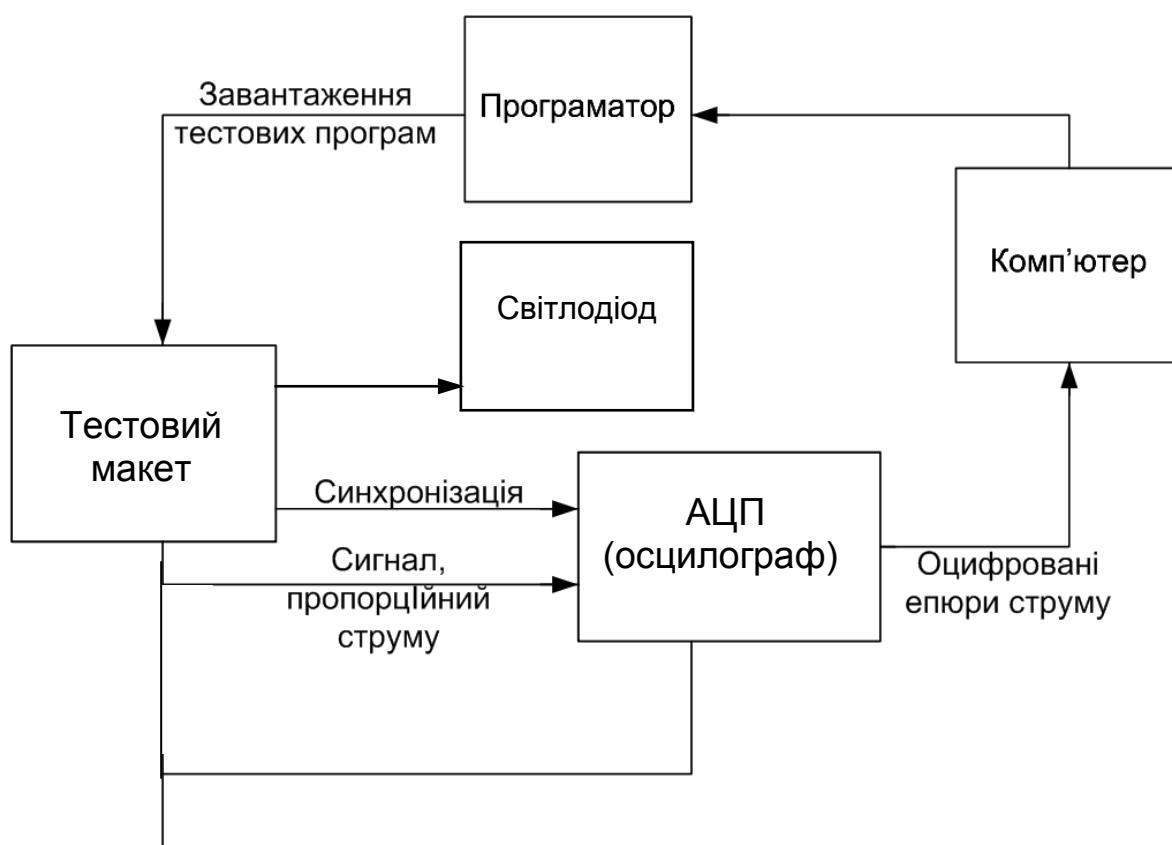 Завантаження
тестових програм
Програматор
Комп’ютер
Світлодіод
Тестовий
макет
Синхронізація
Сигнал,
пропорційний
струму
АЦП
(осцилограф)
Оцифровані
епюри струму